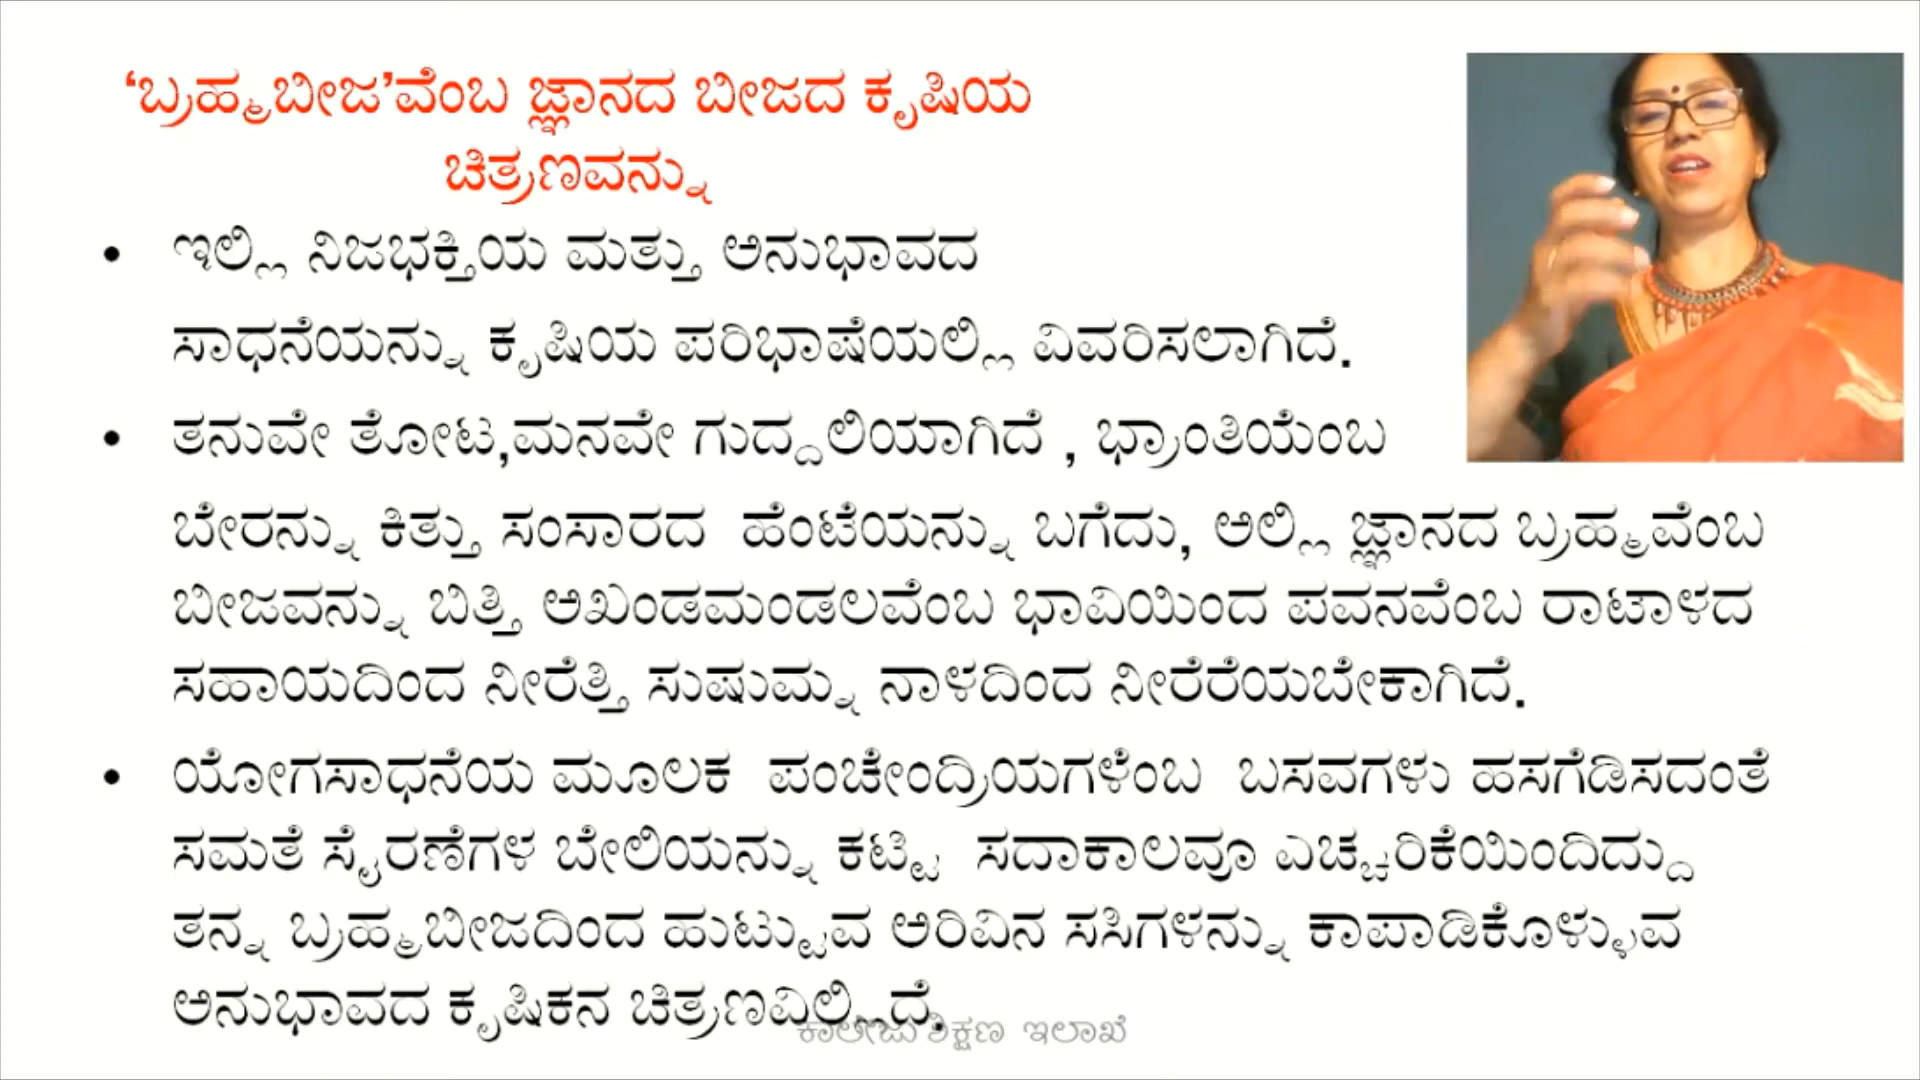 ‘ಬ್ರಹ್ಮಬೀಜ’ವೆಂಬ ಜ್ಞಾನದ ಬೀಜದ ಕೃಷಿಯ
ಚಿತ್ರಣವನ್ನು
• ಇಲ್ಲಿ ನಿಜಭಕ್ತಿಯ ಮತ್ತು ಅನುಭಾವದ
ಸಾಧನೆಯನ್ನು ಕೃಷಿಯ ಪರಿಭಾಷೆಯಲ್ಲಿ ವಿವರಿಸಲಾಗಿದೆ.
• ತನುವೇ ತೋಟ,ಮನವೇ ಗುದ್ದಲಿಯಾಗಿದೆ , ಭ್ರಾಂತಿಯೆಂಬ
ಬೇರನ್ನು ಕಿತ್ತು ಸಂಸಾರದ ಹೆಂಟೆಯನ್ನು ಬಗೆದು, ಅಲ್ಲಿ ಜ್ಞಾನದ ಬ್ರಹ್ಮವೆಂಬ
ಬೀಜವನ್ನು ಬಿತ್ತಿ ಅಖಂಡಮಂಡಲವೆಂಬ ಭಾವಿಯಿಂದ ಪವನವೆಂಬ ರಾಟಾಳದ
ಸಹಾಯದಿಂದ ನೀರೆತ್ತಿ ಸುಷುಮ್ನ ನಾಳದಿಂದ ನೀರೆರೆಯಬೇಕಾಗಿದೆ.
• ಯೋಗಸಾಧನೆಯ ಮೂಲಕ ಪಂಚೇಂದ್ರಿಯಗಳೆಂಬ ಬಸವಗಳು ಹಸಗೆಡಿಸದಂತೆ
ಸಮತೆ ಸೈರಣೆಗಳ ಬೇಲಿಯನ್ನು ಕಟ್ಟಿ ಸದಾಕಾಲವೂ ಎಚ್ಚರಿಕೆಯಿಂದಿದ್ದು
ತನ್ನ ಬ್ರಹ್ಮಬೀಜದಿಂದ ಹುಟ್ಟುವ ಅರಿವಿನ ಸಸಿಗಳನ್ನು ಕಾಪಾಡಿಕೊಳ್ಳುವ
ಅನುಭಾವದ ಕೃಷಿಕನ ಚಿತ್ರಣವಿಲ್ಲಿದೆ.
ಕಾಲೇಜು ಶಿಕ್ಷಣ ಇಲಾಖೆ